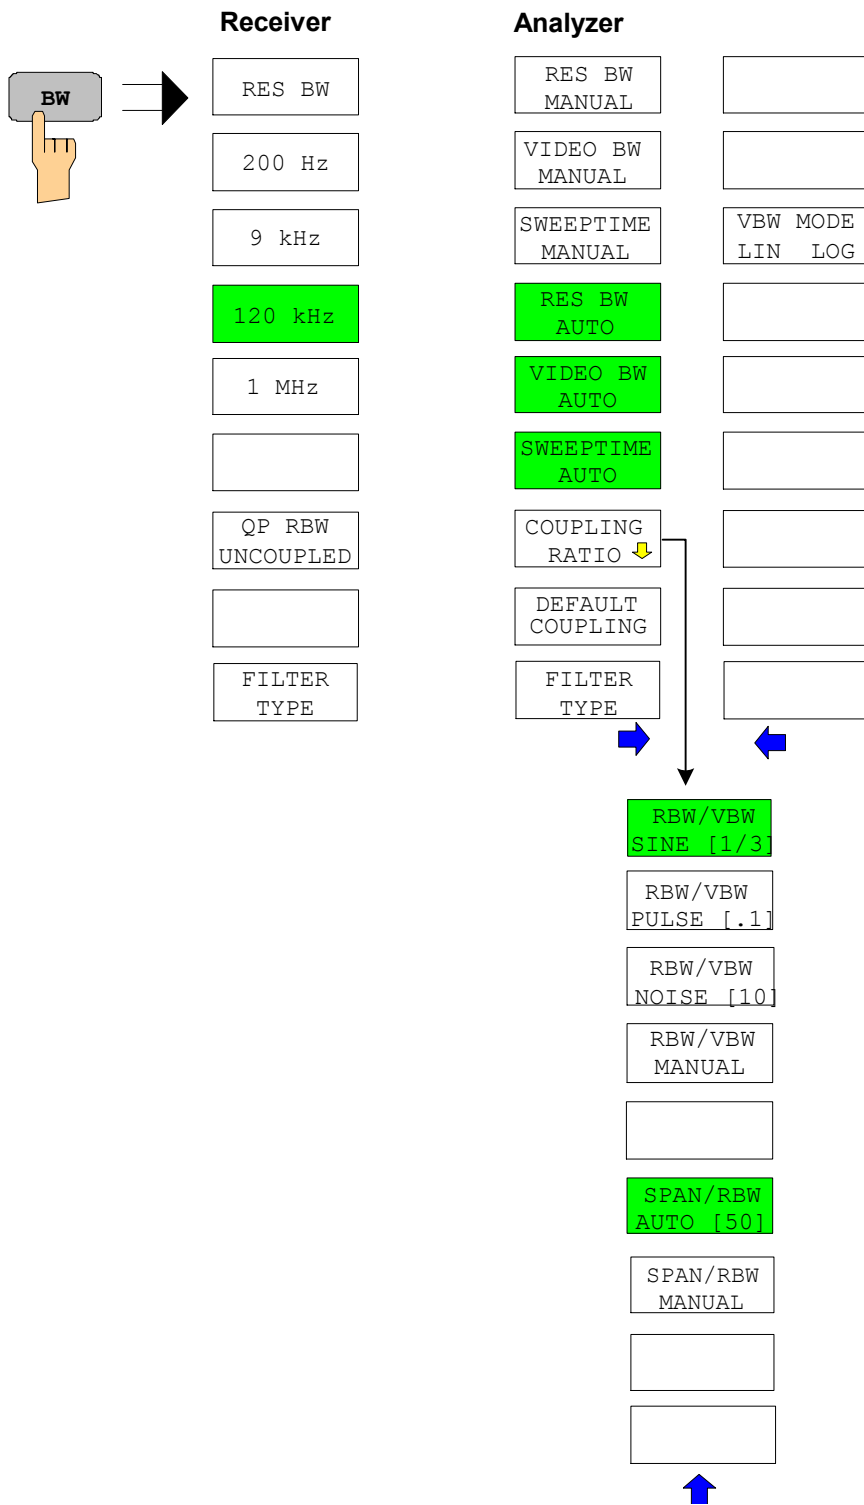 Receiver
Analyzer
BW
RES BW
200 Hz
9 kHz
120 kHz
1 MHz
QP RBW
UNCOUPLED
FILTER
TYPE
RES BW
MANUAL
VIDEO BW
MANUAL
SWEEPTIME
MANUAL
RES BW
AUTO
VIDEO BW
AUTO
SWEEPTIME
AUTO
COUPLING
RATIO
DEFAULT
COUPLING
FILTER
TYPE
VBW MODE
LIN LOG
RBW/VBW
SINE [1/3]
RBW/VBW
PULSE [.1]
RBW/VBW
NOISE [10]
RBW/VBW
MANUAL
SPAN/RBW
AUTO [50]
SPAN/RBW
MANUAL